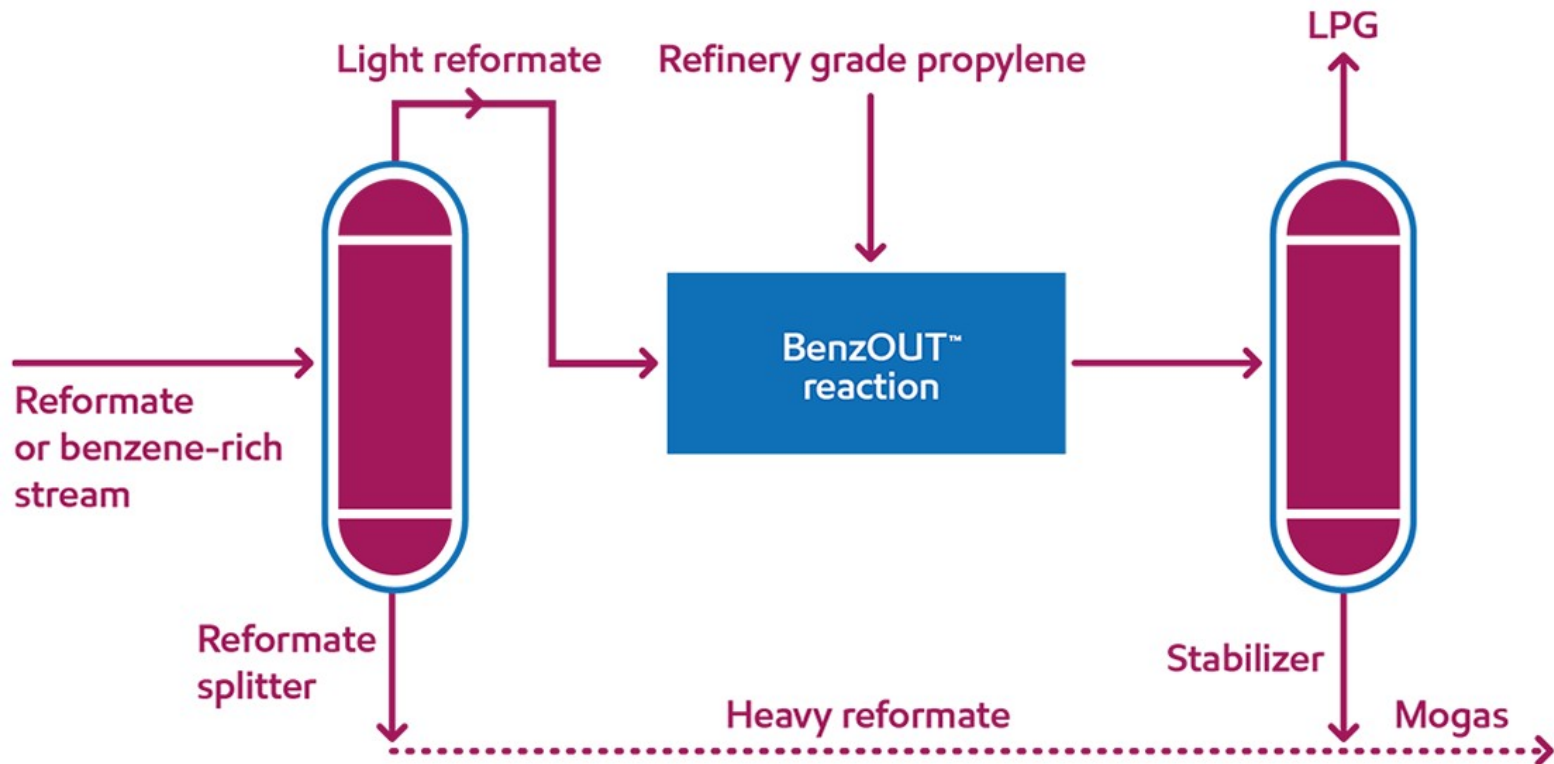 LPG
Light reformate
Refinery grade propylene
BenzOUT™
reaction
Reformate
or benzene-rich
stream
Reformate
splitter
Stabilizer
Heavy reformate
Mogas